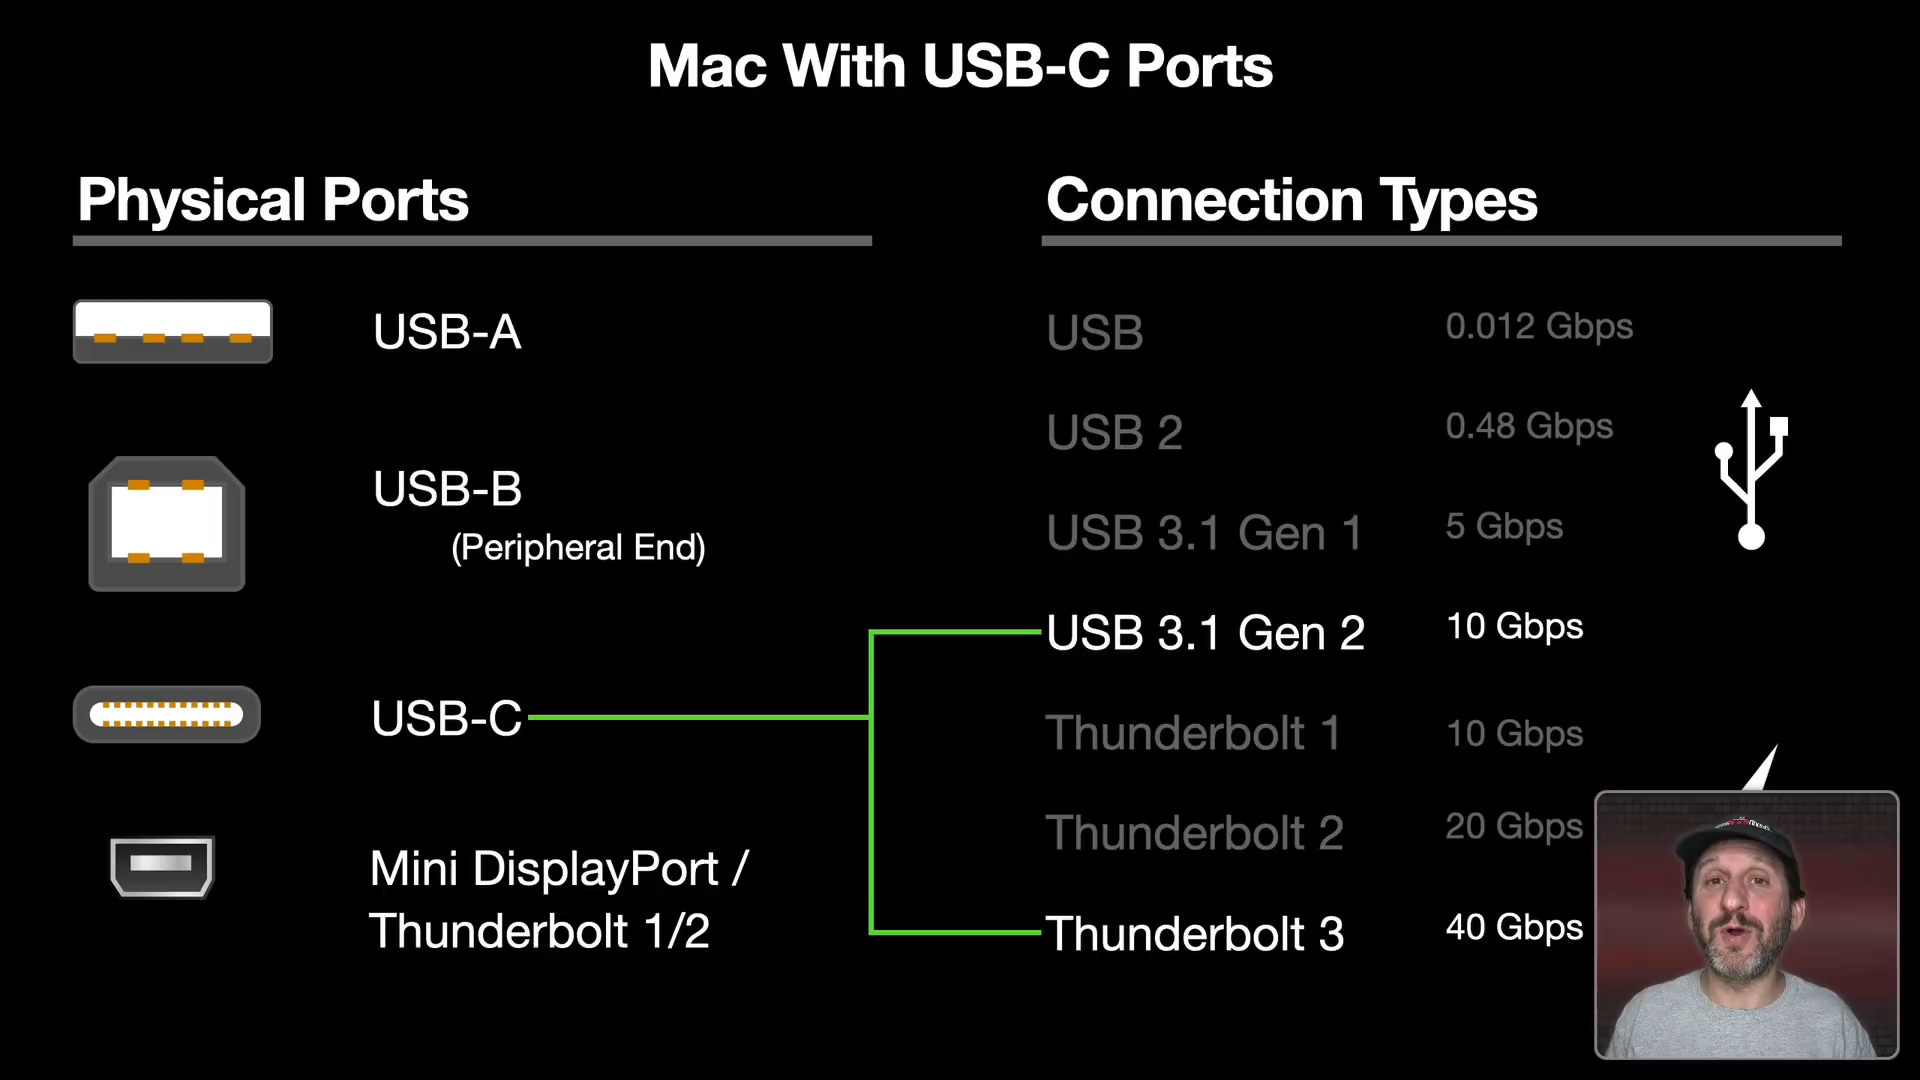 Mac With USB-C Ports
Physical Ports
USB-A
USB-B
(Peripheral End)
USB-C
Mini DisplayPort /
Thunderbolt 1/2
Connection Types
USB 0.012 Gbps
USB 2 0.48 Gbps
USB 3.1 Gen 1 5 Gbps
USB 3.1 Gen 2 10 Gbps
Thunderbolt 1 10 Gbps
Thunderbolt 2 20 Gbps
Thunderbolt 3 40 Gbps